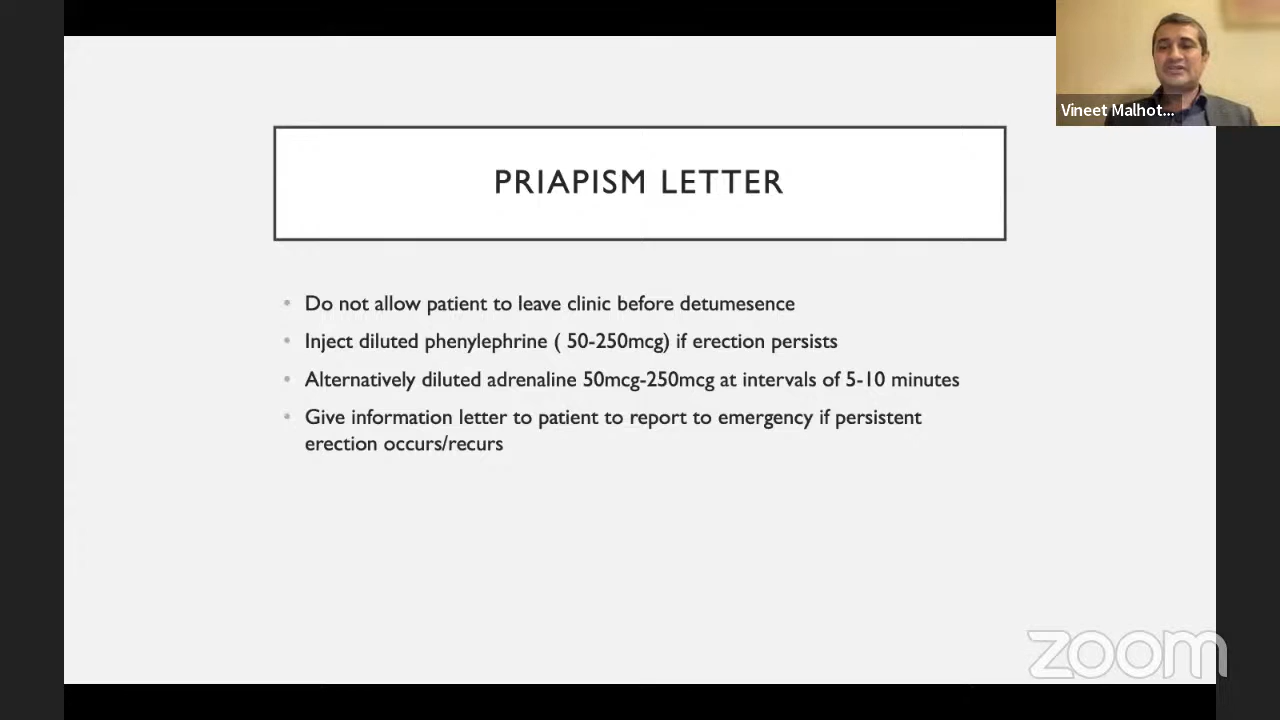 Vineet Malhot...
PRIAPISM LETTER
• Do not allow patient to leave clinic before detumesence
• Inject diluted phenylephrine ( 50-250mcg) if erection persists
• Alternatively diluted adrenaline 50mcg-250mcg at intervals of 5-10 minutes
• Give information letter to patient to report to emergency if persistent
erection occurs/recurs
zoom